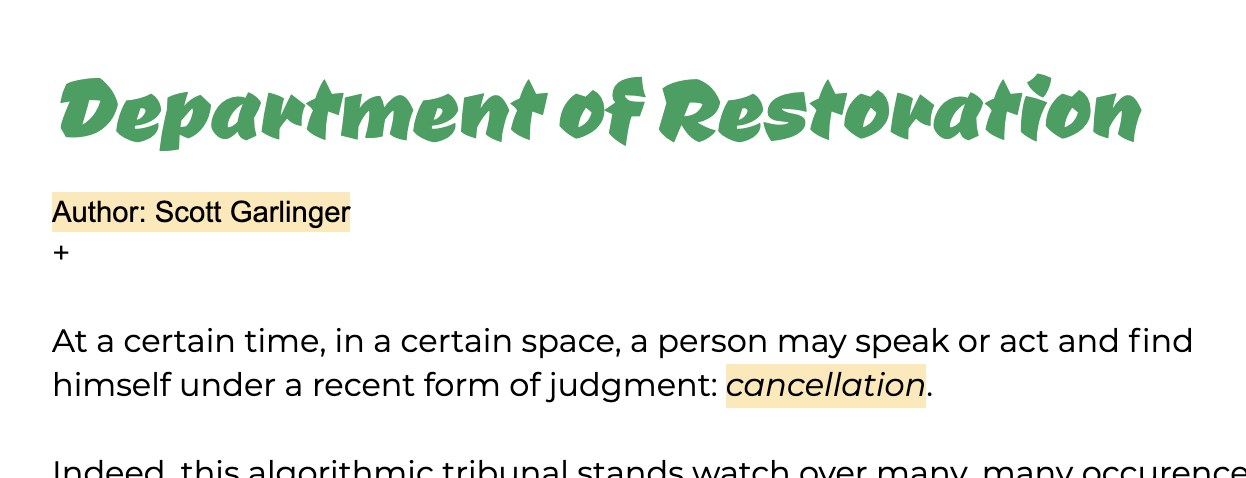 Department of Restoration
Author: Scott Garlinger
+
At a certain time, in a certain space, a person may speak or act and find
himself under a recent form of judgment: cancellation.
Indeed, this algorithmic tribunal stands watch over many, many occurence